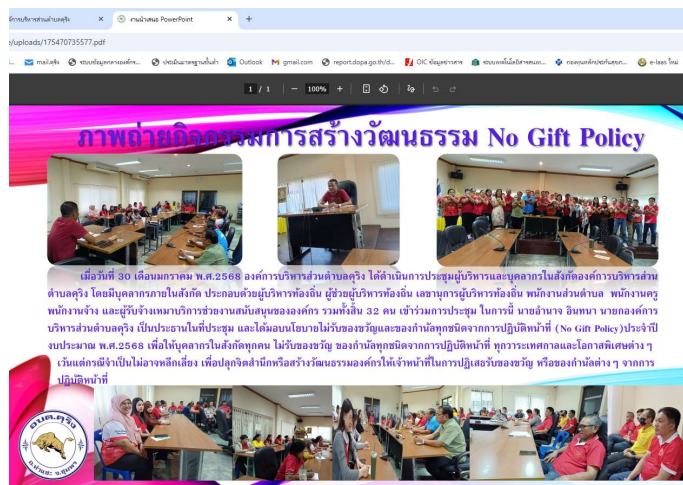 งานนำเสนอ PowerPoint
e/uploads/175470735577.pdf
mail.คุริง
Outlook
gmail.com
report.dopa.go.th/d...
OIC ข้อมูลข่าวสาร
e-laas ใหม่
1 / 1
100%
ภาพถ่ายกิจกรรมการสร้างวัฒนธรรม No Gift Policy
เมื่อวันที่ 30 เดือนมกราคม พ.ศ.2568 องค์การบริหารส่วนตำบลคุริง ได้ดำเนินการประชุมผู้บริหารและบุคลากรในสังกัดองค์การบริหารส่วน
ตำบลคุริง โดยมีบุคลากรภายในสังกัด ประกอบด้วยผู้บริหารท้องถิ่น ผู้ช่วยผู้บริหารท้องถิ่น เลขานุการผู้บริหารท้องถิ่น พนักงานส่วนตำบล พนักงานครู
พนักงานจ้าง และผู้รับจ้างเหมาบริการช่วยงานสนับสนุนขององค์กร รวมทั้งสิ้น 32 คน เข้าร่วมการประชุม ในการนี้ นายอำนาจ อินทนา นายกองค์การ
บริหารส่วนตำบลคุริง เป็นประธานในที่ประชุม และได้มอบนโยบายไม่รับของขวัญและของกำนัลทุกชนิดจากการปฏิบัติหน้าที่ (No Gift Policy)ประจำปี
งบประมาณ พ.ศ.2568 เพื่อให้บุคลากรในสังกัดทุกคน ไม่รับของขวัญ ของกำนัลทุกชนิดจากการปฏิบัติหน้าที่ ทุกวาระเทศกาลและโอกาสพิเศษต่าง ๆ
เว้นแต่กรณีจำเป็นไม่อาจหลีกเลี่ยง เพื่อปลุกจิตสำนึกหรือสร้างวัฒนธรรมองค์กรให้เจ้าหน้าที่ในการปฏิเสธรับของขวัญ หรือของกำนัลต่าง ๆ จากการ
ปฏิบัติหน้าที่
อบต.คุริง
อ.ท่าแซะ จ.ชุมพร